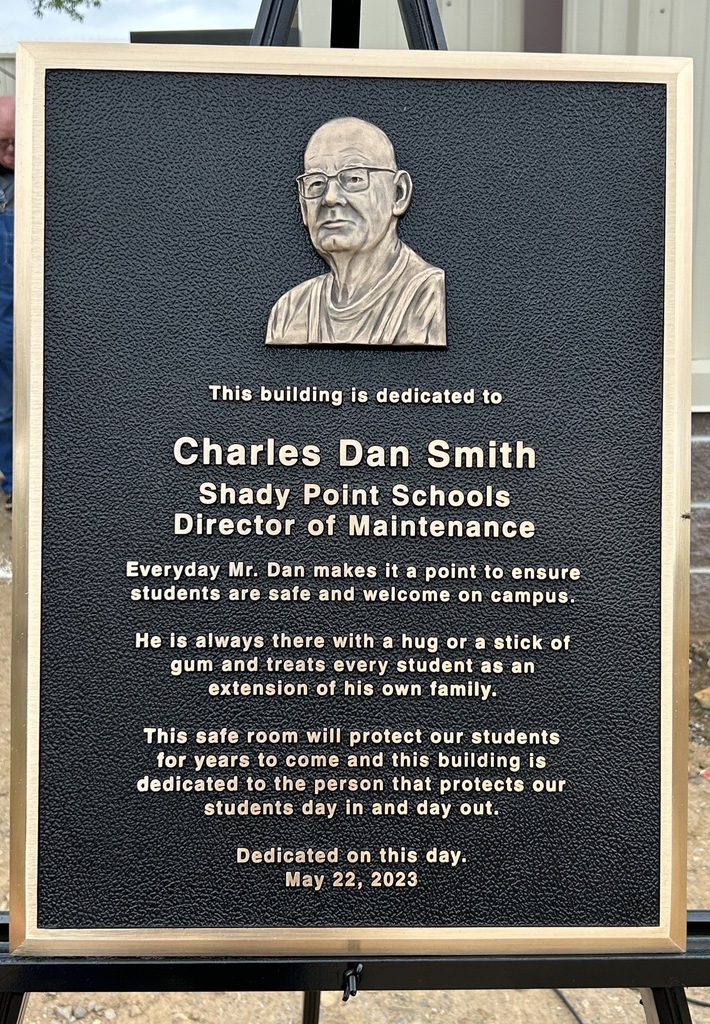 This building is dedicated to
Charles Dan Smith
Shady Point Schools
Director of Maintenance
Everyday Mr. Dan makes it a point to ensure
students are safe and welcome on campus.
He is always there with a hug or a stick of
gum and treats every student as an
extension of his own family.
This safe room will protect our students
for years to come and this building is
dedicated to the person that protects our
students day in and day out.
Dedicated on this day.
May 22, 2023